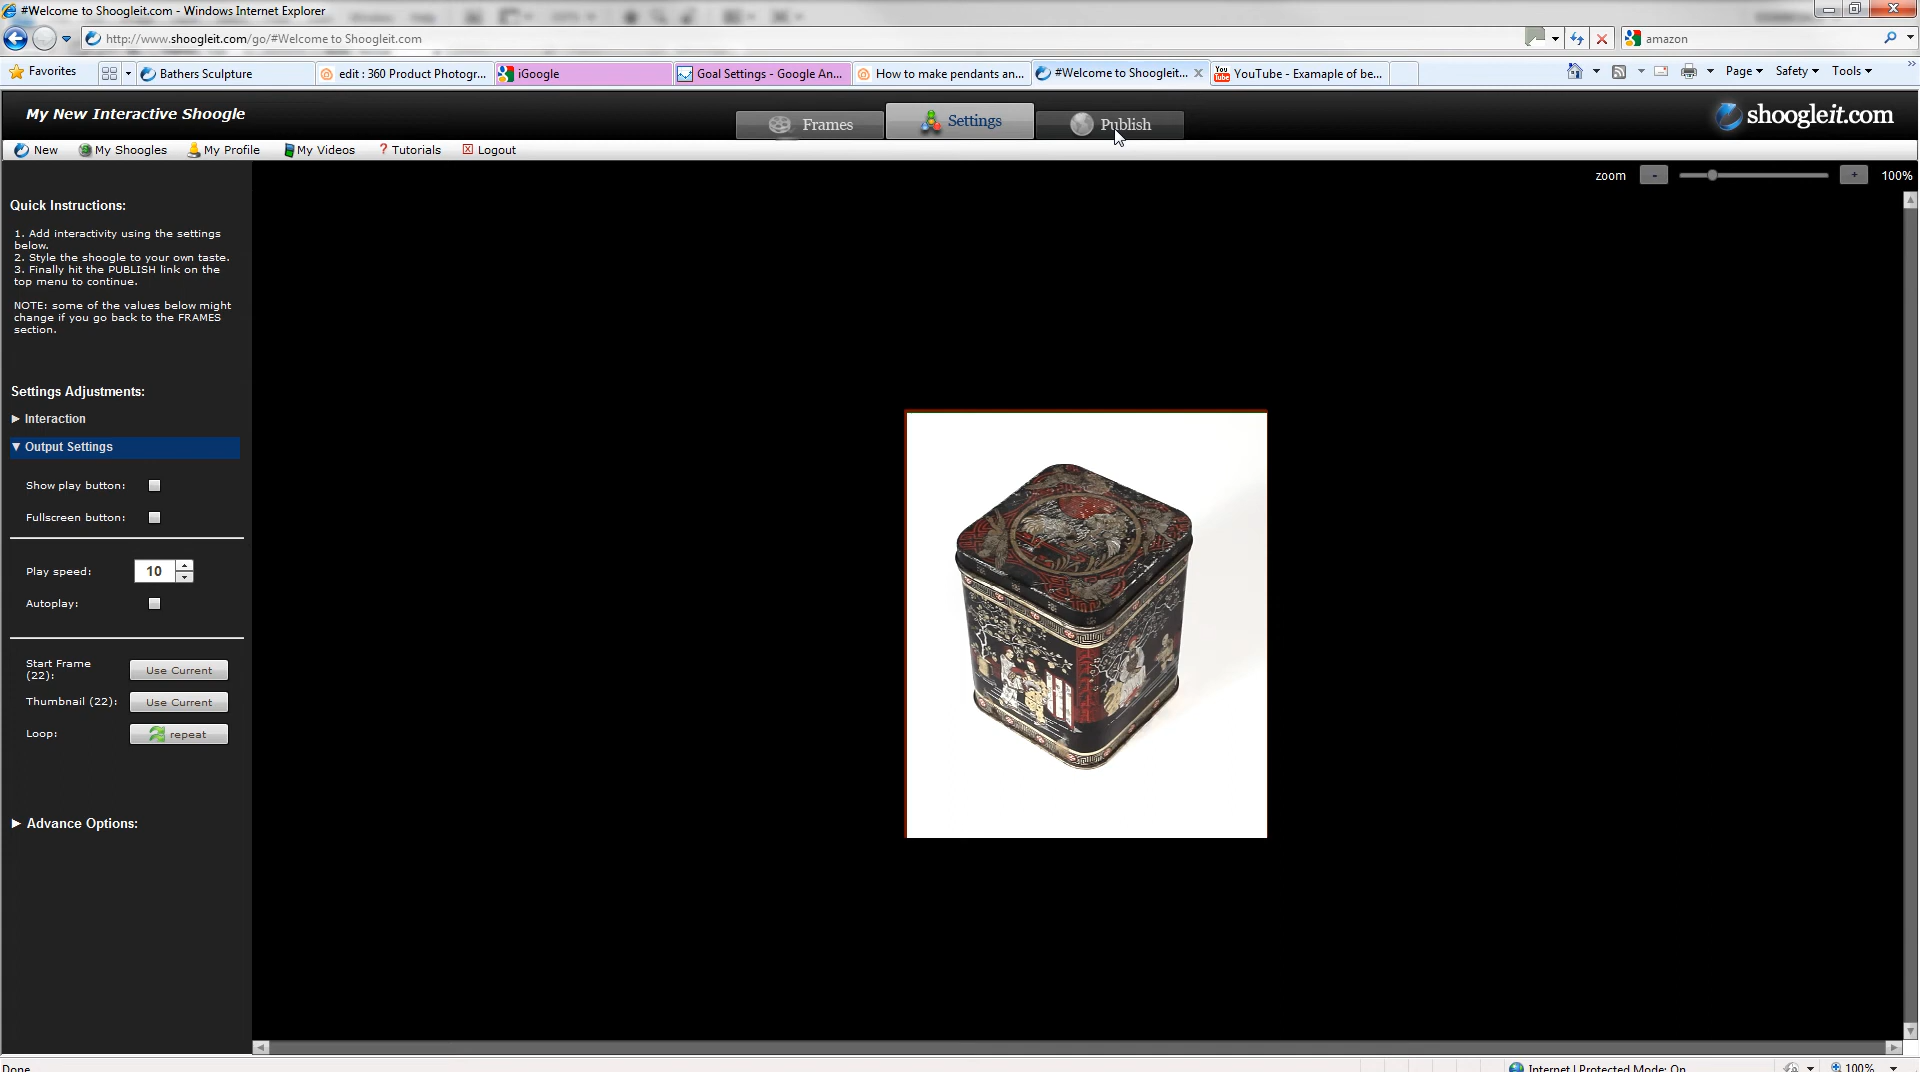 #Welcome to Shoogleit.com - Windows Internet Explorer
http://www.shoogleit.com/go/#Welcome to Shoogleit.com
amazon
Favorites
Bathers Sculpture
edit : 360 Product Photogr...
iGoogle
Goal Settings - Google An...
How to make pendants an...
#Welcome to Shoogleit...
You Tube
YouTube - Examaple of be...
Page
Safety
Tools
My New Interactive Shoogle
Frames
Settings
Publish
shoogleit.com
New
My Shoogles
My Profile
My Videos
? Tutorials
Logout
zoom
-
+
100%
Quick Instructions:
1. Add interactivity using the settings
below.
2. Style the shoogle to your own taste.
3. Finally hit the PUBLISH link on the
top menu to continue.
NOTE: some of the values below might
change if you go back to the FRAMES
section.
Settings Adjustments:
Interaction
Output Settings
Show play button:
Fullscreen button:
Play speed:
10
Autoplay:
Start Frame
(22):
Use Current
Thumbnail (22):
Use Current
Loop:
repeat
Advance Options:
Done
Internet | Protected Mode: On
100%